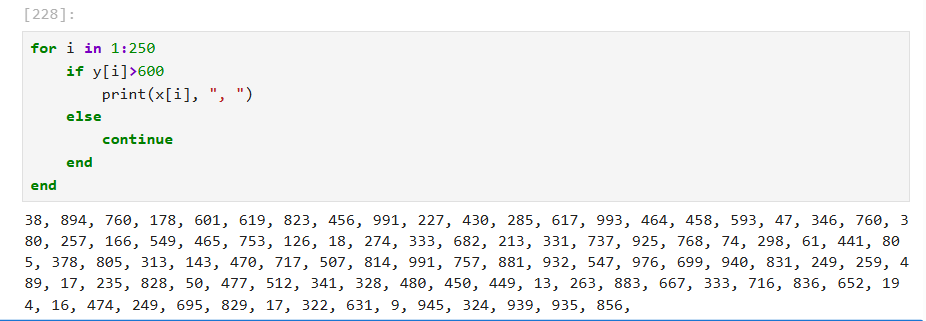 [228]:
for i in 1:250
    if y[i]>600
        print(x[i], ", ")
    else
        continue
    end
end
38, 894, 760, 178, 601, 619, 823, 456, 991, 227, 430, 285, 617, 993, 464, 458, 593, 47, 346, 760, 3
80, 257, 166, 549, 465, 753, 126, 18, 274, 333, 682, 213, 331, 737, 925, 768, 74, 298, 61, 441, 80
5, 378, 805, 313, 143, 470, 717, 507, 814, 991, 757, 881, 932, 547, 976, 699, 940, 831, 249, 259, 4
89, 17, 235, 828, 50, 477, 512, 341, 328, 480, 450, 449, 13, 263, 883, 667, 333, 716, 836, 652, 19
4, 16, 474, 249, 695, 829, 17, 322, 631, 9, 945, 324, 939, 935, 856,